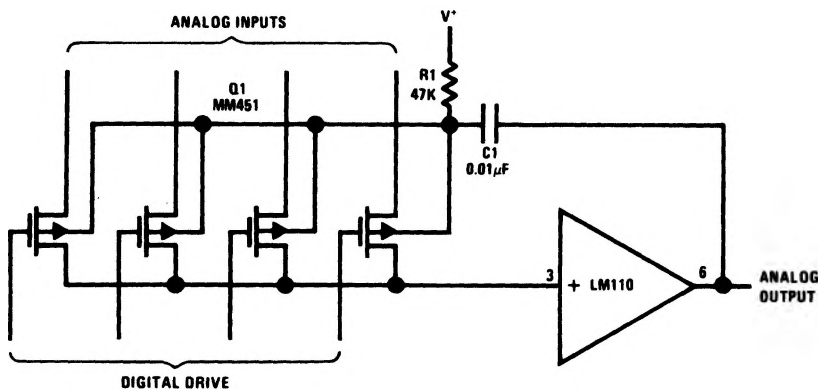 ANALOG INPUTS
V+
Q1
MM451
R1
47K
C1
0.01µF
3
+
LM110
6
ANALOG
OUTPUT
DIGITAL DRIVE